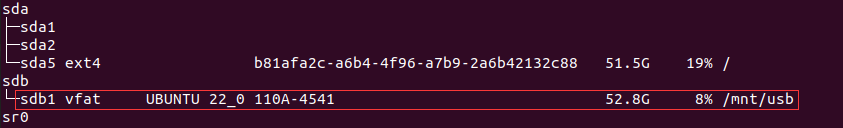 sda
├─sda1
├─sda2
└─sda5 ext4 b81afa2c-a6b4-4f96-a7b9-2a6b42132c88 51.5G 19% /
sdb
└─sdb1 vfat UBUNTU 22_0 110A-4541 52.8G 8% /mnt/usb
sr0